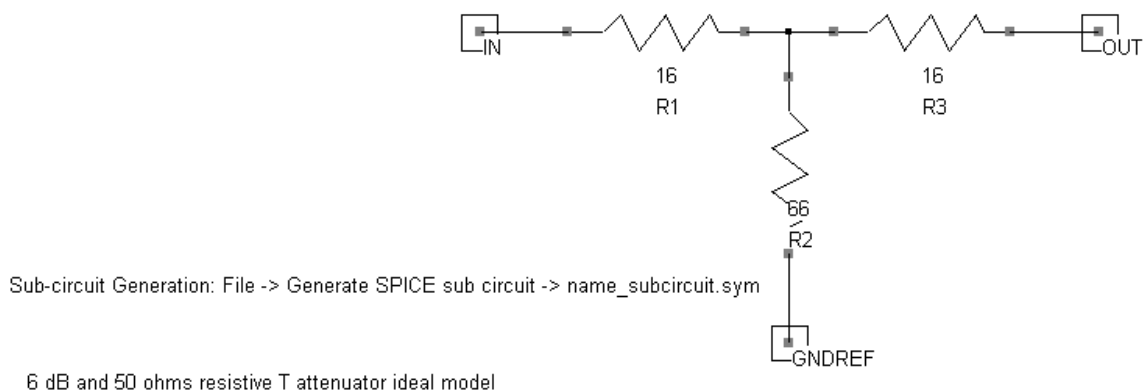 IN
OUT
16
R1
16
R3
66
R2
Sub-circuit Generation: File -> Generate SPICE sub circuit -> name_subcircuit.sym
GNDREF
6 dB and 50 ohms resistive T attenuator ideal model